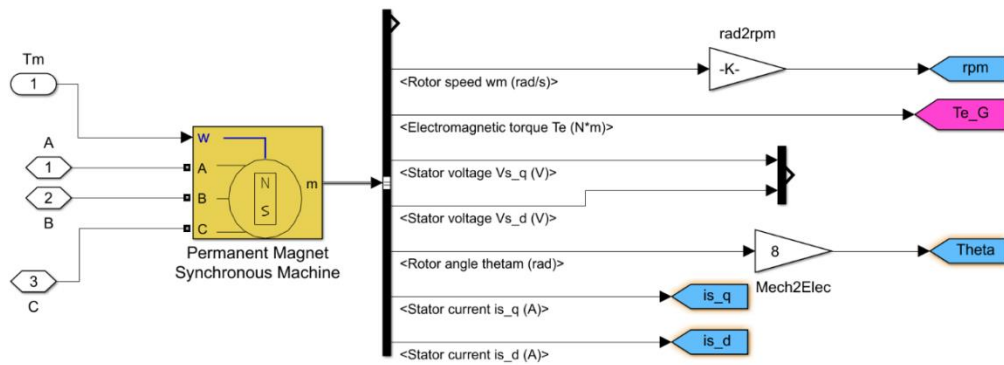 rad2rpm
Tm
1
-K-
rpm
<Rotor speed wm (rad/s)>
Te_G
<Electromagnetic torque Te (N*m)>
A
1
w
A
N
S
m
<Stator voltage Vs_q (V)>
2
B
B
<Stator voltage Vs_d (V)>
C
Permanent Magnet
Synchronous Machine
8
Theta
<Rotor angle thetam (rad)>
Mech2Elec
3
C
is_q
<Stator current is_q (A)>
is_d
<Stator current is_d (A)>